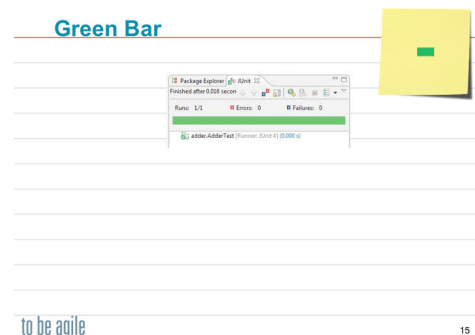 Green Bar
Package Explorer JUnit
Finished after 0.016 secon
Runs: 1/1 Errors: 0 Failures: 0
adder.AdderTest [Runner: JUnit 4] (0.000 s)
to be agile
15